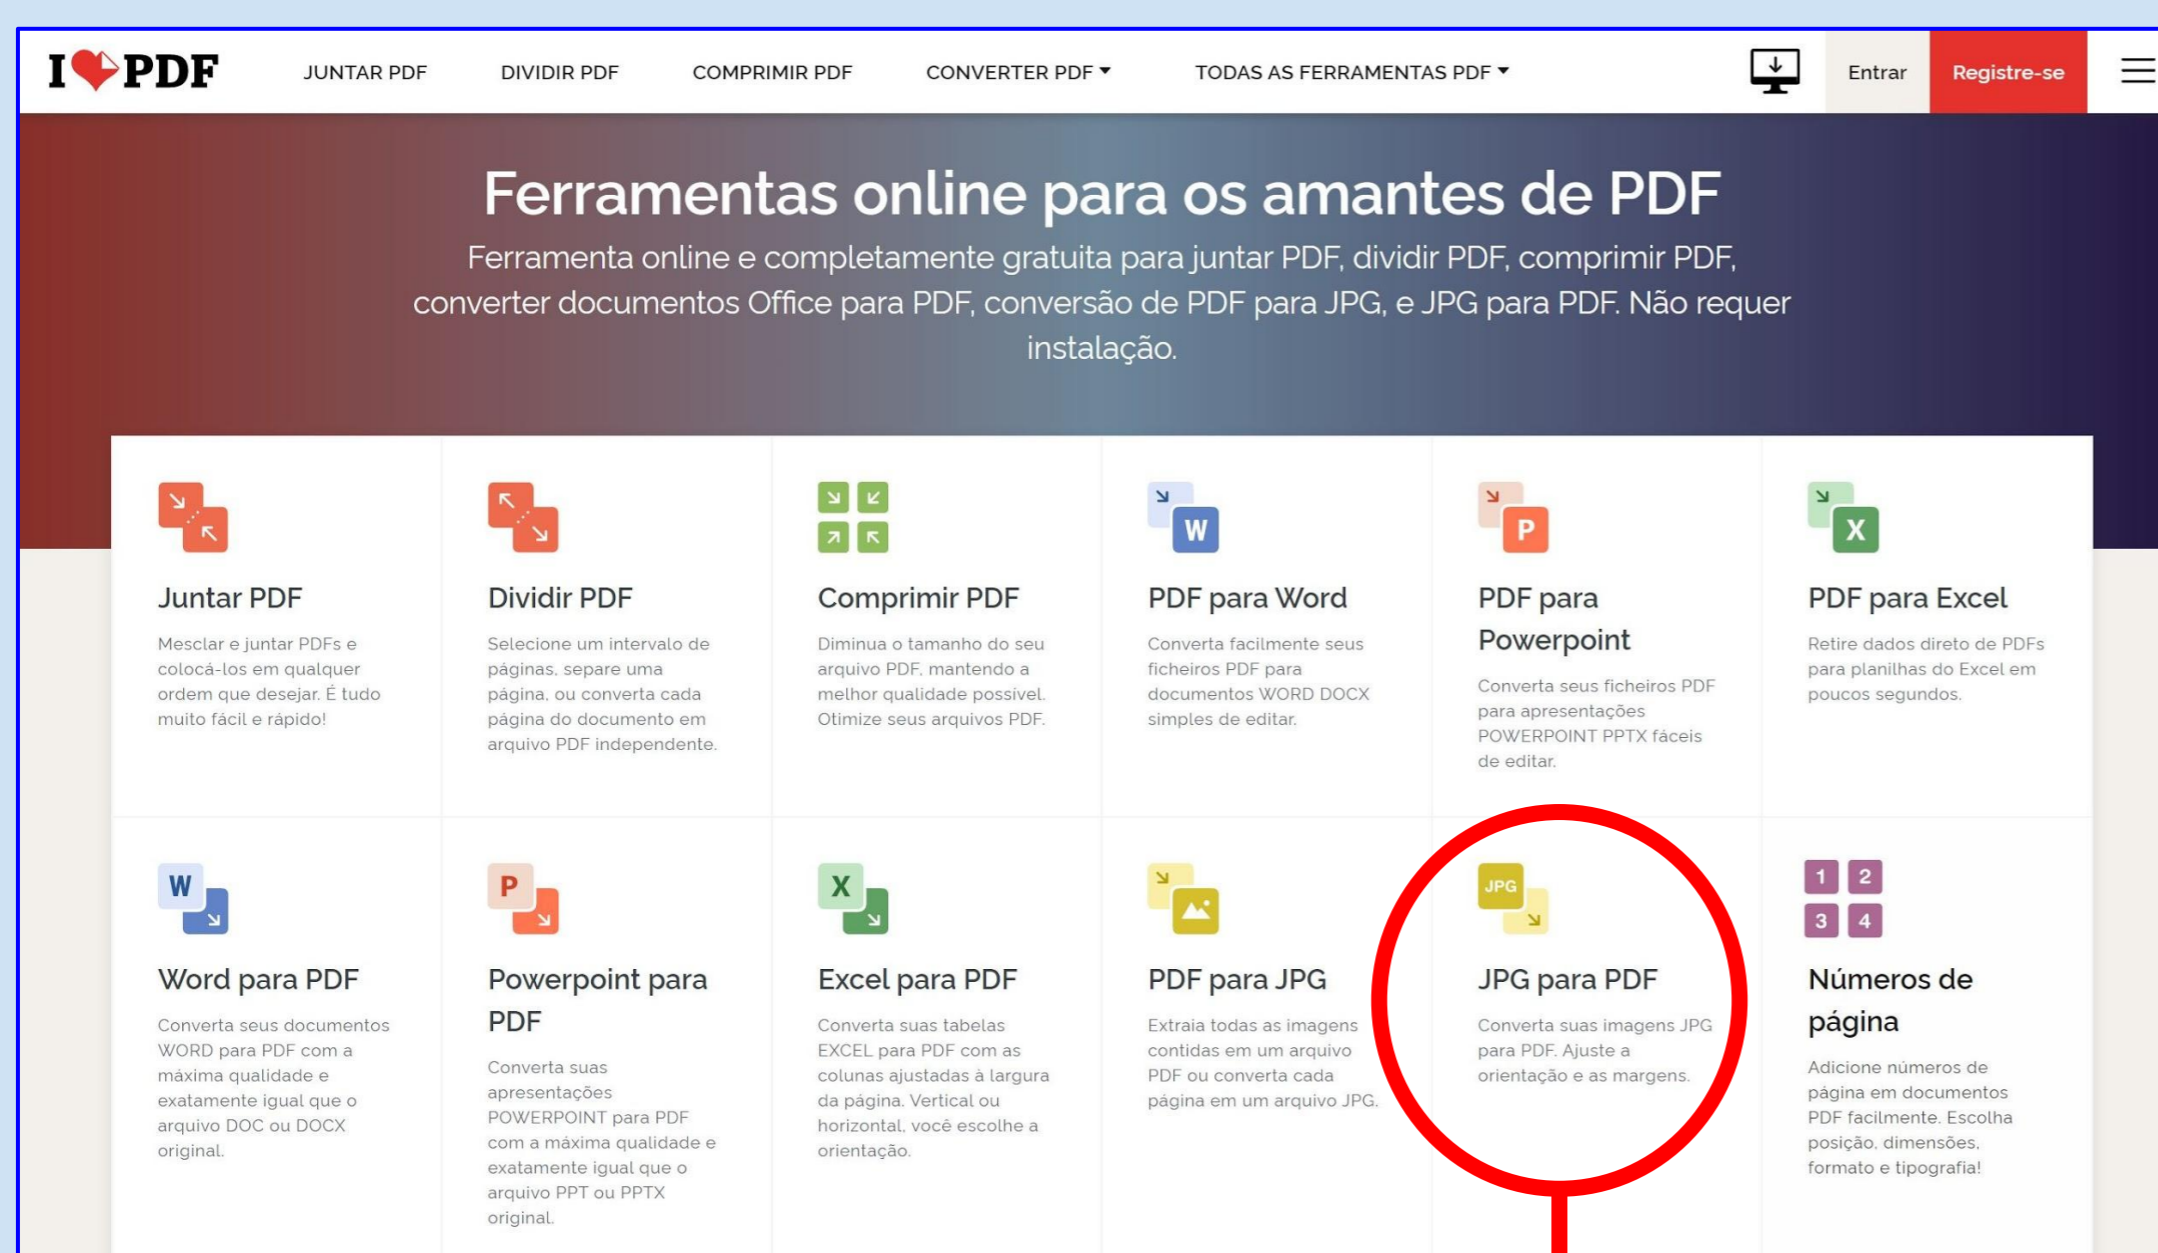 I PDF
JUNTAR PDF
DIVIDIR PDF
COMPRIMIR PDF
CONVERTER PDF
TODAS AS FERRAMENTAS PDF
Entrar
Registre-se
Ferramentas online para os amantes de PDF
Ferramenta online e completamente gratuita para juntar PDF, dividir PDF, comprimir PDF,
converter documentos Office para PDF, conversão de PDF para JPG, e JPG para PDF. Não requer
instalação.
Juntar PDF
Mesclar e juntar PDFs e
colocá-los em qualquer
ordem que desejar. É tudo
muito fácil e rápido!
Dividir PDF
Selecione um intervalo de
páginas, separe uma
página, ou converta cada
página do documento em
arquivo PDF independente.
Comprimir PDF
Diminua o tamanho do seu
arquivo PDF, mantendo a
melhor qualidade possível.
Otimize seus arquivos PDF.
W
PDF para Word
Converta facilmente seus
ficheiros PDF para
documentos WORD DOCX
simples de editar.
P
PDF para
Powerpoint
Converta seus ficheiros PDF
para apresentações
POWERPOINT PPTX fáceis
de editar.
X
PDF para Excel
Retire dados direto de PDFs
para planilhas do Excel em
poucos segundos.
W
Word para PDF
Converta seus documentos
WORD para PDF com a
máxima qualidade e
exatamente igual que o
arquivo DOC ou DOCX
original.
P
Powerpoint para
PDF
Converta suas
apresentações
POWERPOINT para PDF
com a máxima qualidade e
exatamente igual que o
arquivo PPT ou PPTX
original.
X
Excel para PDF
Converta suas tabelas
EXCEL para PDF com as
colunas ajustadas à largura
da página. Vertical ou
horizontal, você escolhe a
orientação.
PDF para JPG
Extraia todas as imagens
contidas em um arquivo
PDF ou converta cada
página em um arquivo JPG.
JPG
JPG para PDF
Converta suas imagens JPG
para PDF. Ajuste a
orientação e as margens.
1 2
3 4
Números de
página
Adicione números de
página em documentos
PDF facilmente. Escolha
posição, dimensões,
formato e tipografia!